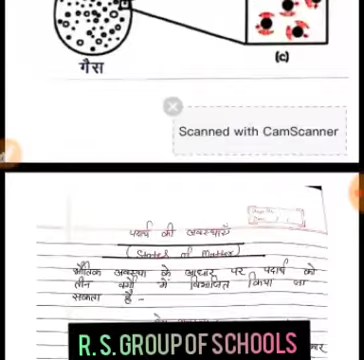 गैस
(c)
Scanned with CamScanner
पदार्थ की अवस्थाएँ
(States of Matter)
भौतिक अवस्था के आधार पर पदार्थ को
तीन वर्गों में विभाजित किया जा
सकता है -
R. S. GROUP OF SCHOOLS